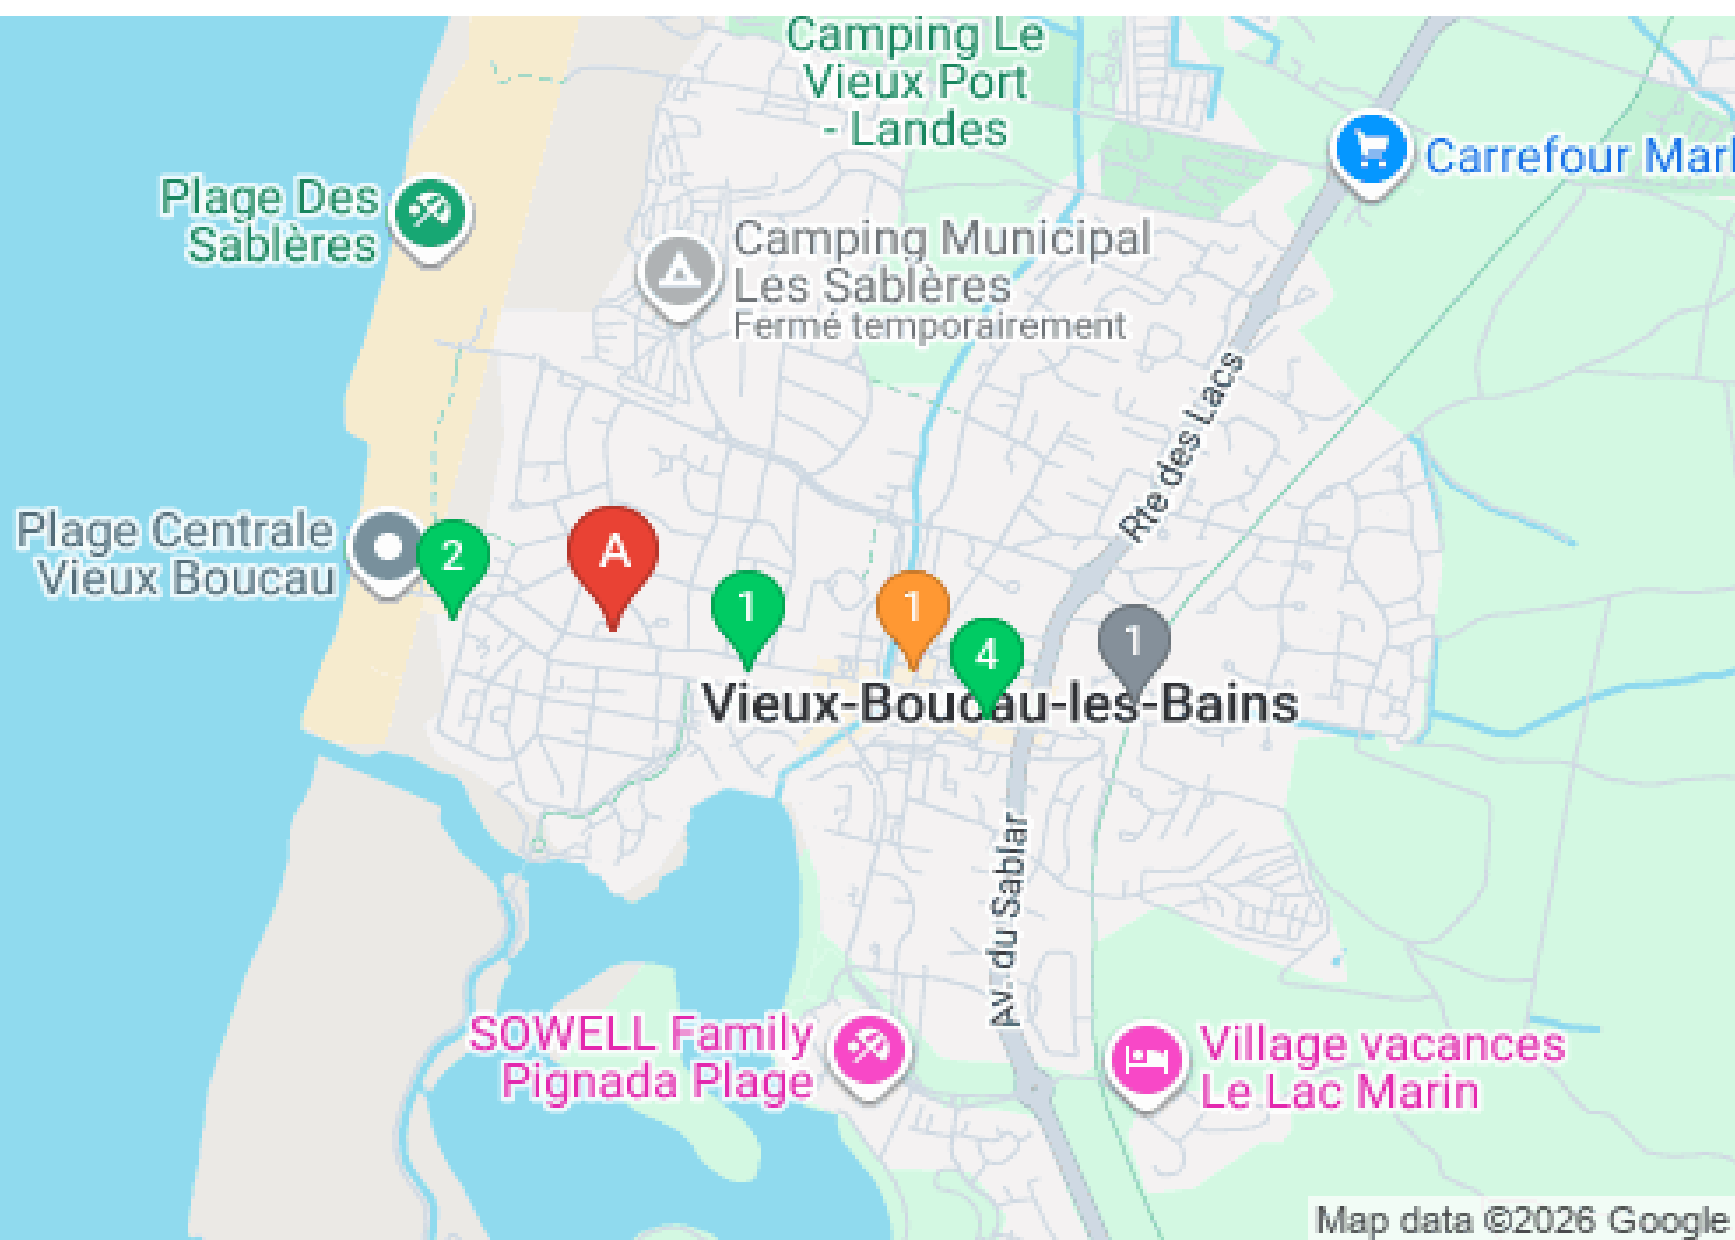 Camping Le
Vieux Port
- Landes
Carrefour Mar
Plage Des
Sablères
Camping Municipal
Les Sablères
Fermé temporairement
Rte des Lacs
Plage Centrale
Vieux Boucau
2
A
1
1
4
1
Vieux-Boucau-les-Bains
Av. du Sablar
SOWELL Family
Pignada Plage
Village vacances
Le Lac Marin
Map data ©2026 Google